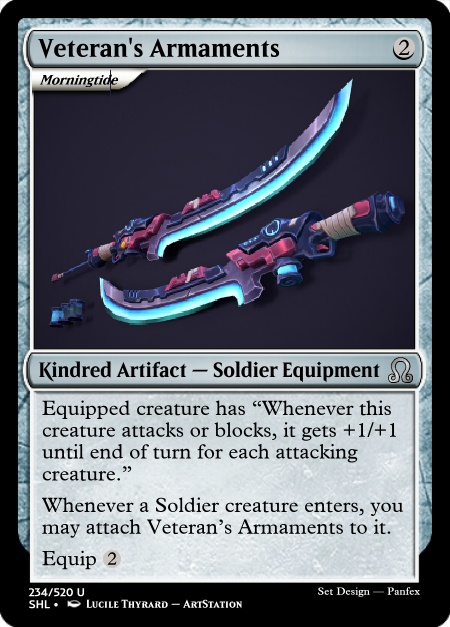 Veteran's Armaments 2
Morningtide
Kindred Artifact — Soldier Equipment
Equipped creature has “Whenever this
creature attacks or blocks, it gets +1/+1
until end of turn for each attacking
creature.”
Whenever a Soldier creature enters, you
may attach Veteran’s Armaments to it.
Equip 2
234/520 U
Set Design — Panfex
SHL • Lucile Thyrard — ArtStation